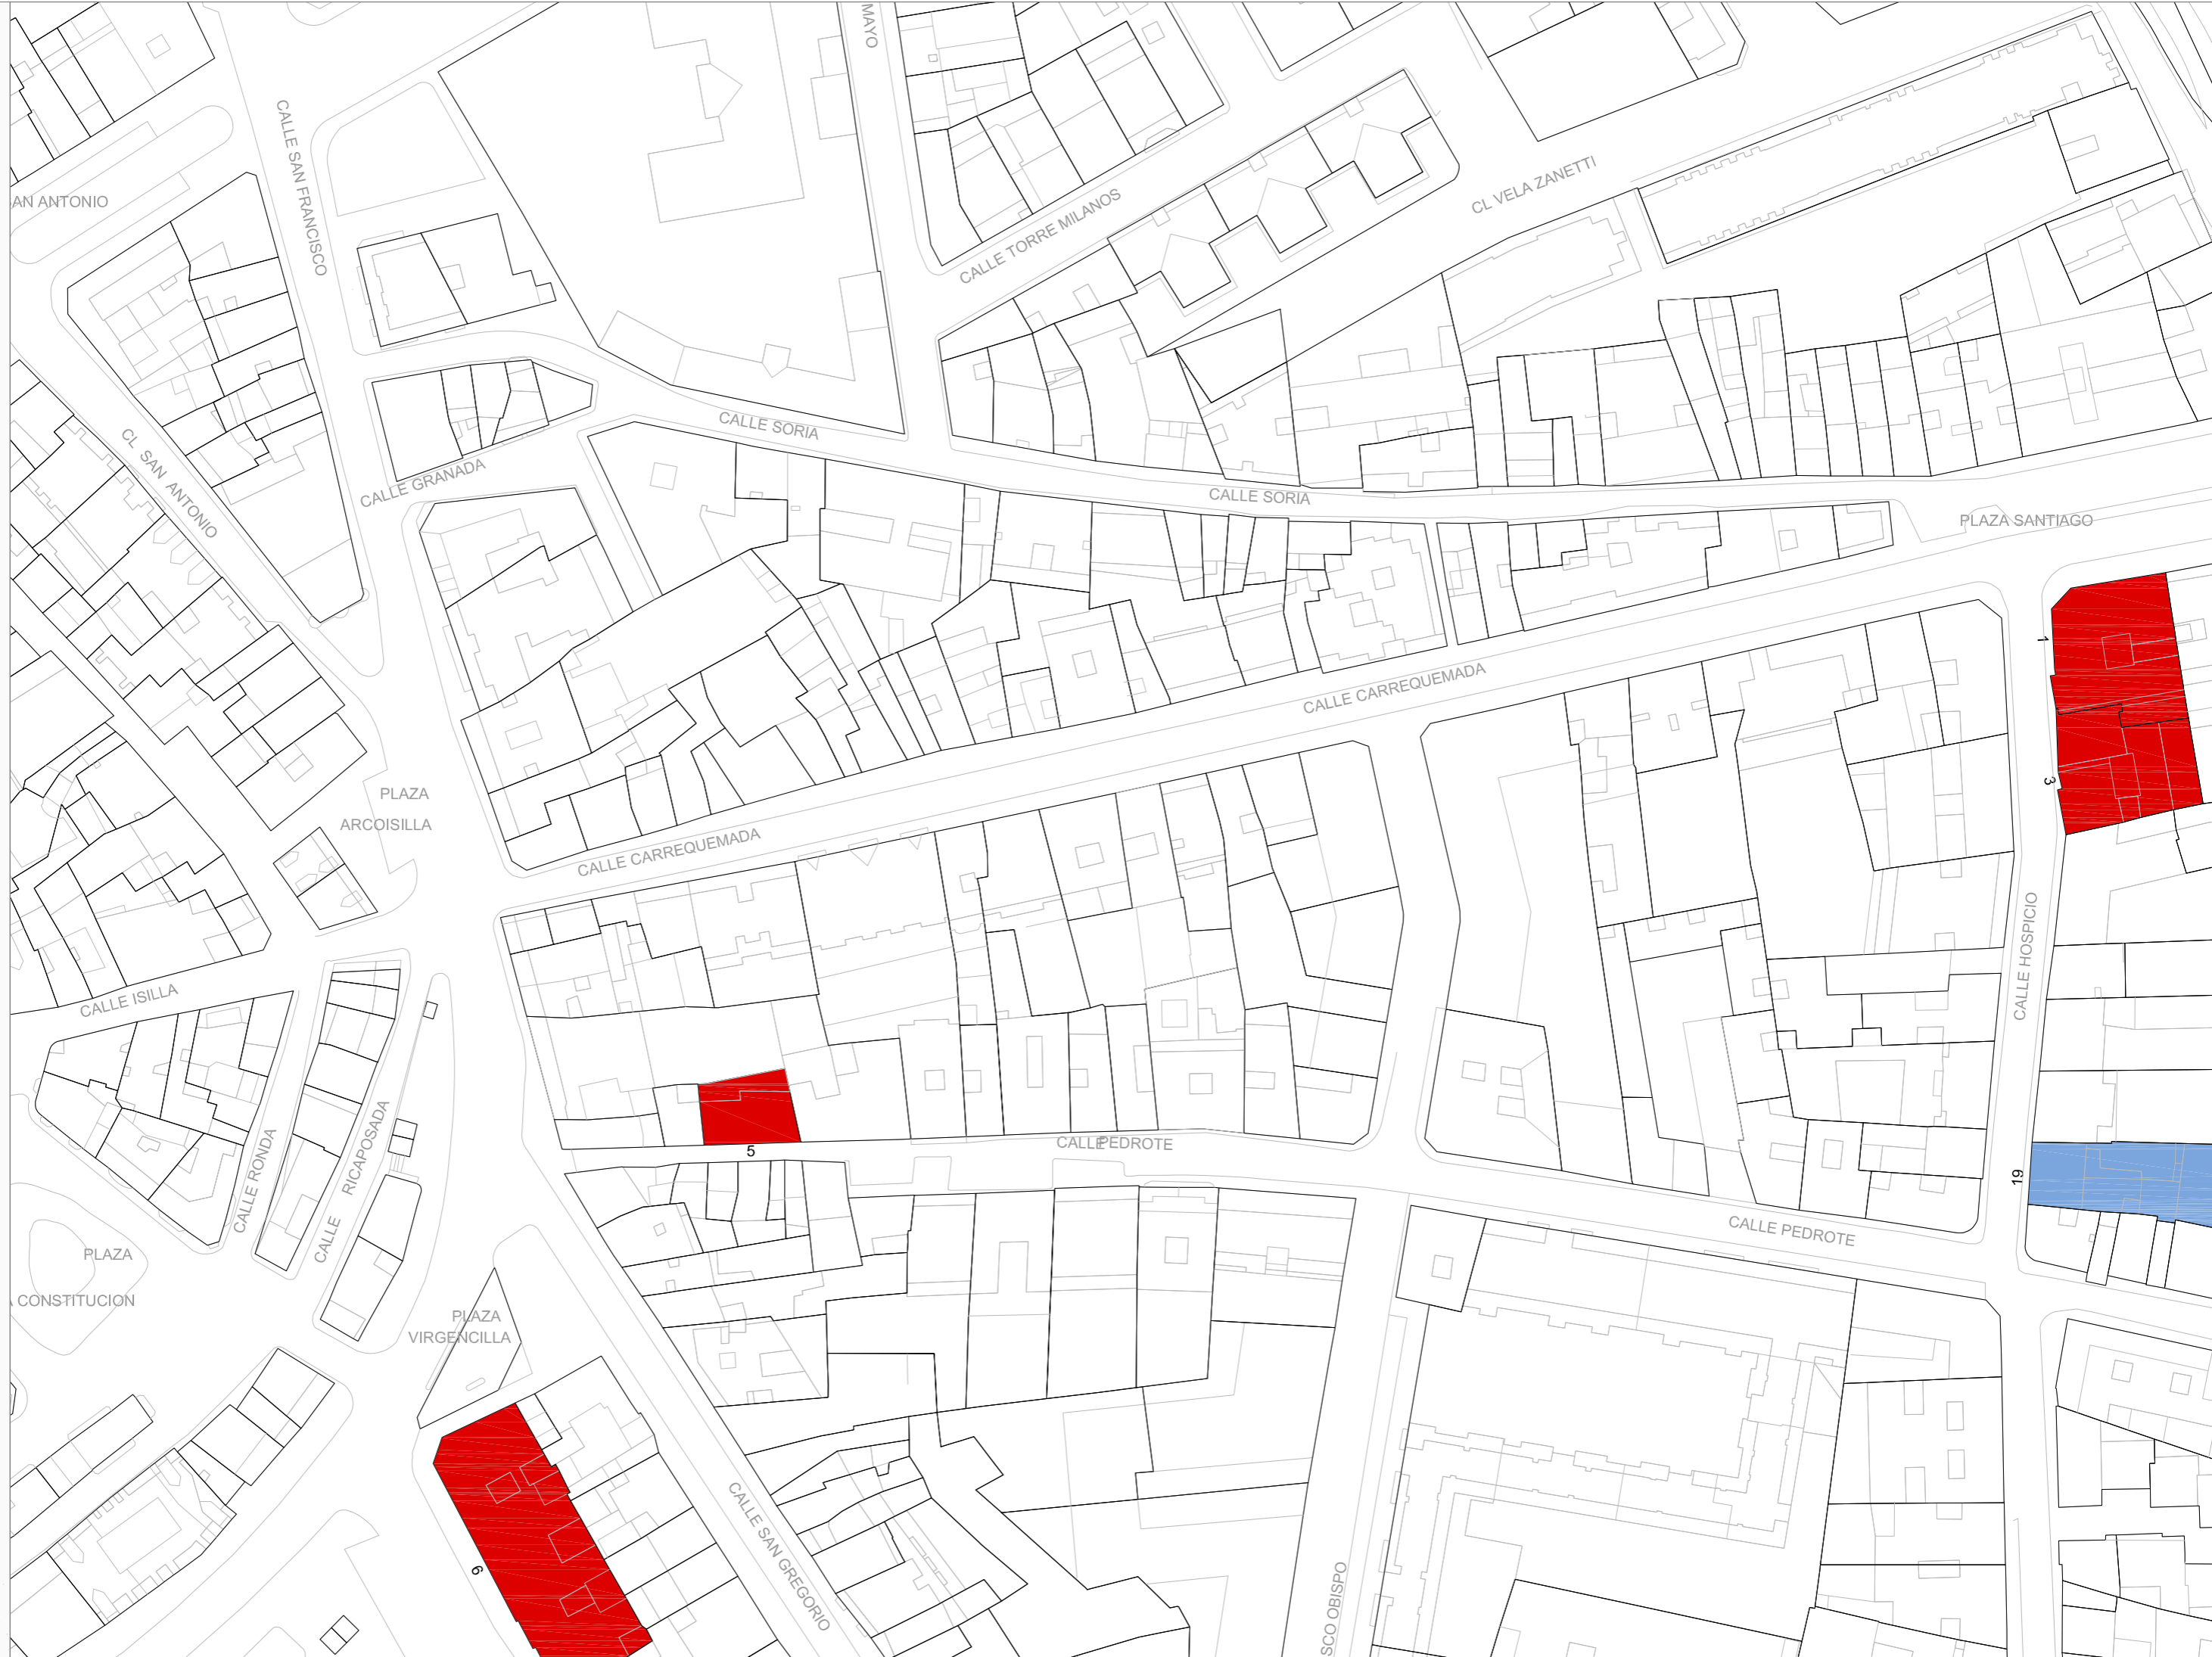 MAYO
CALLE SAN FRANCISCO
AN ANTONIO
CL VELA ZANETTI
CALLE TORRE MILANOS
CALLE SORIA
CL SAN ANTONIO
CALLE GRANADA
CALLE SORIA
PLAZA SANTIAGO
1
CALLE CARREQUEMADA
3
PLAZA
ARCOISILLA
CALLE CARREQUEMADA
CALLE HOSPICIO
CALLE ISILLA
CALLE PEDROTE
5
CALLE RONDA
CALLE RICAPOSADA
19
CALLE PEDROTE
PLAZA
CONSTITUCION
PLAZA
VIRGENCILLA
CALLE SAN GREGORIO
6
SCO OBISPO